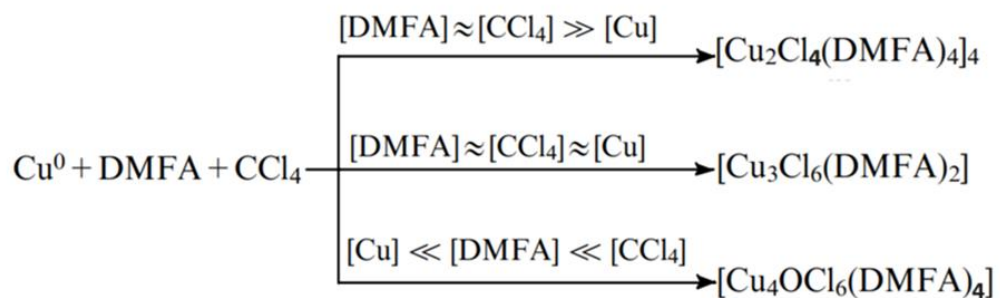 [DMFA]≈[CCl₄] ≫ [Cu]
[Cu₂Cl₄(DMFA)₄]₄
Cu⁰ + DMFA + CCl₄
[DMFA]≈[CCl₄]≈[Cu]
[Cu₃Cl₆(DMFA)₂]
[Cu] ≪ [DMFA] ≪ [CCl₄]
[Cu₄OCl₆(DMFA)₄]